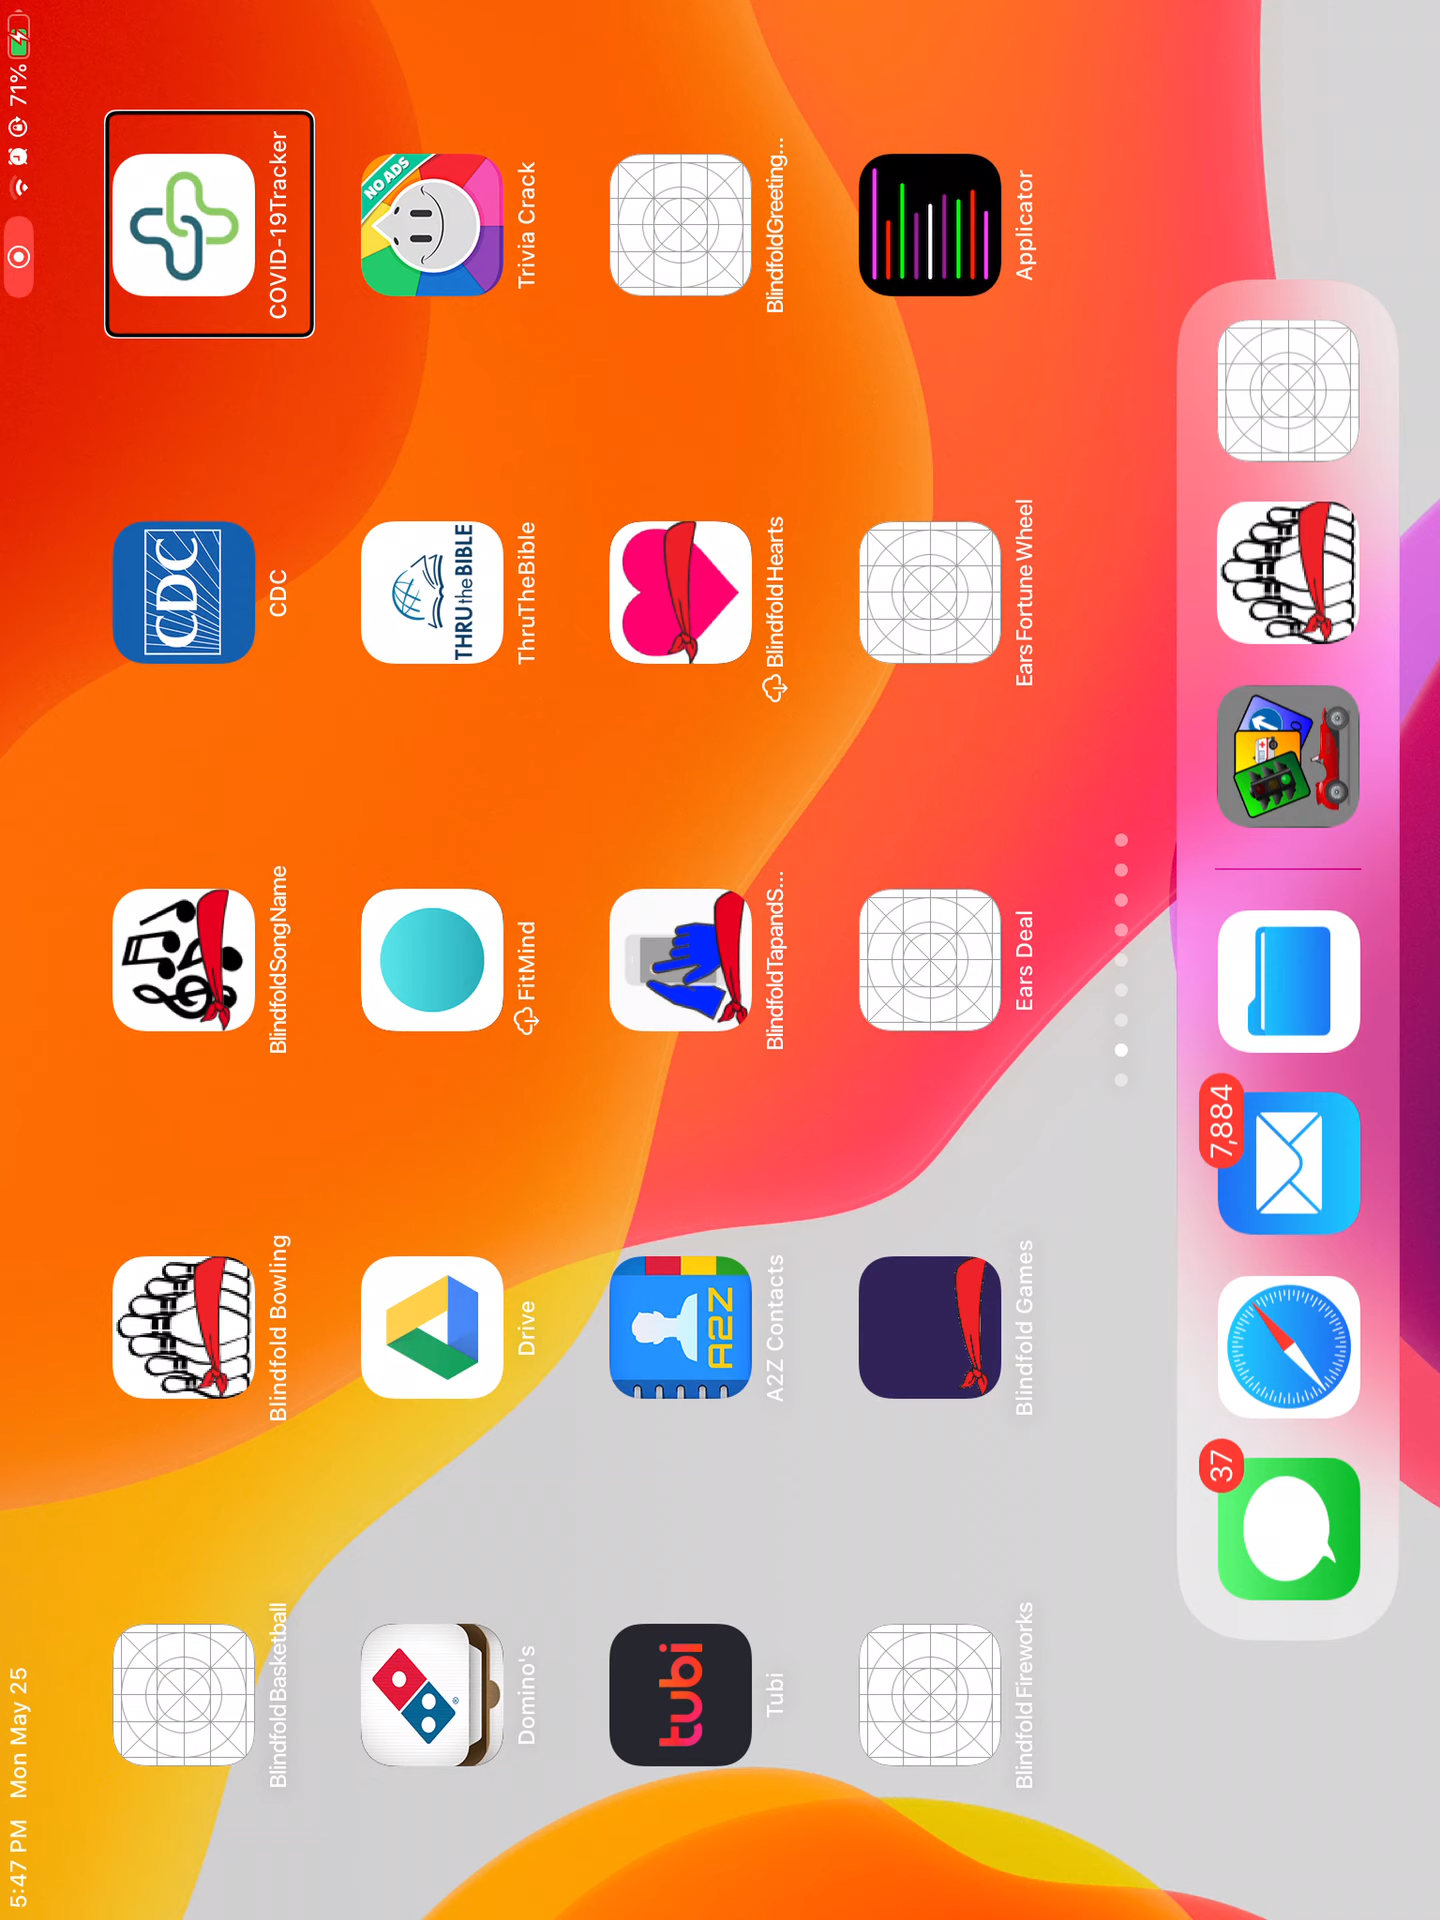 5:47 PM Mon May 25
71%
BlindfoldBasketball
Blindfold Bowling
BlindfoldSongName
CDC
CDC
COVID-19Tracker
Domino's
Drive
FitMind
THRU the BIBLE
ThruTheBible
NO ADS
Trivia Crack
tubi
Tubi
A2Z
A2Z Contacts
BlindfoldTapandS...
Blindfold Hearts
BlindfoldGreeting...
Blindfold Fireworks
Blindfold Games
Ears Deal
Ears Fortune Wheel
Applicator
37
7,884